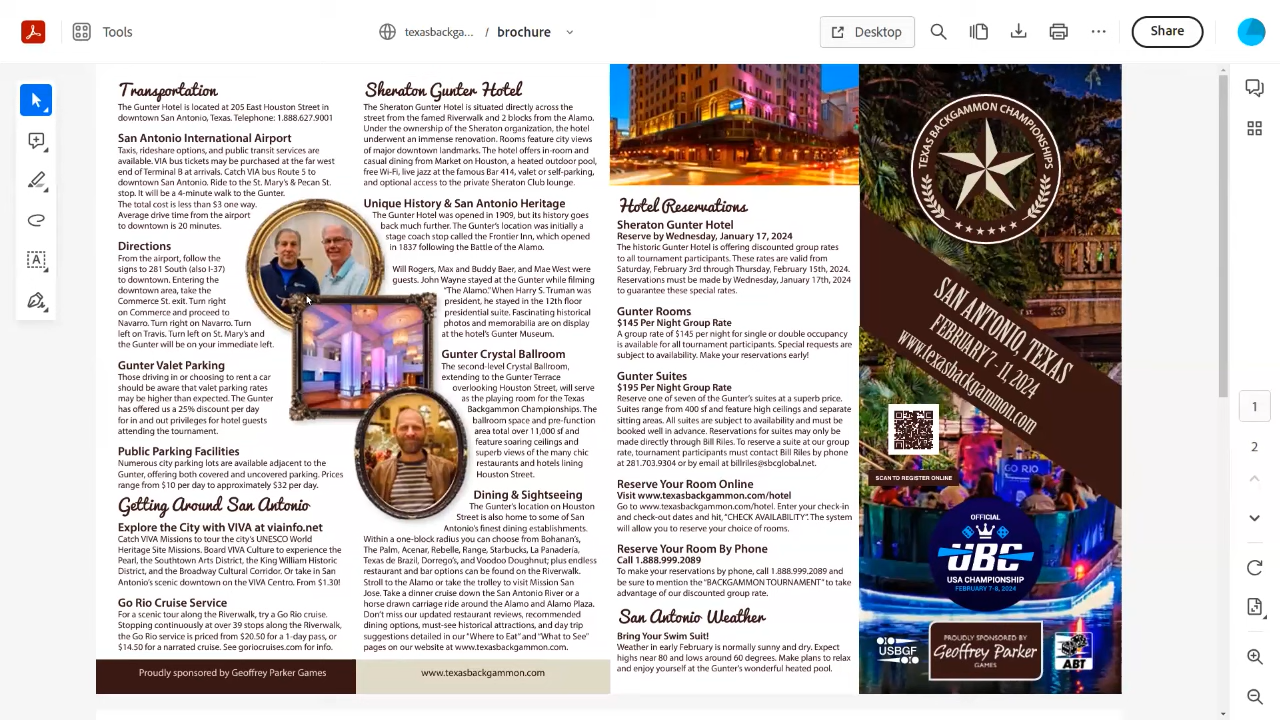 Tools
texasbackga... / brochure
Desktop
Share
Transportation
The Gunter Hotel is located at 205 East Houston Street in
downtown San Antonio, Texas. Telephone: 1.888.627.9001
San Antonio International Airport
Taxis, rideshare options, and public transit services are
available. VIA bus tickets may be purchased at the far west
end of Terminal B at arrivals. Catch VIA bus Route 5 to
downtown San Antonio. Ride to the St. Mary's & Pecan St.
stop. It will be a 4-minute walk to the Gunter.
The total cost is less than $3 one way.
Average drive time from the airport
to downtown is 20 minutes.
Directions
From the airport, follow the
signs to 281 South (also I-37)
to downtown. Entering the
downtown area, take the
Commerce St. exit. Turn right
on Commerce and proceed to
Navarro. Turn right on Navarro. Turn
left on Travis. Turn left on St. Mary's and
the Gunter will be on your immediate left.
Gunter Valet Parking
Those driving in or choosing to rent a car
should be aware that valet parking rates
may be higher than expected. The Gunter
has offered us a 25% discount per day
for in and out privileges for hotel guests
attending the tournament.
Public Parking Facilities
Numerous city parking lots are available adjacent to the
Gunter, offering both covered and uncovered parking. Prices
range from $10 per day to approximately $32 per day.
Getting Around San Antonio
Explore the City with VIVA at viainfo.net
Catch VIVA Missions to tour the city's UNESCO World
Heritage Site Missions. Board VIVA Culture to experience the
Pearl, the Southtown Arts District, the King William Historic
District, and the Broadway Cultural Corridor. Or take in San
Antonio's scenic downtown on the VIVA Centro. From $1.30!
Go Rio Cruise Service
For a scenic tour along the Riverwalk, try a Go Rio cruise.
Stopping continuously at over 39 stops along the Riverwalk,
the Go Rio service is priced from $20.50 for a 1-day pass, or
$14.50 for a narrated cruise. See goriocruises.com for info.
Proudly sponsored by Geoffrey Parker Games
Sheraton Gunter Hotel
The Sheraton Gunter Hotel is situated directly across the
street from the famed Riverwalk and 2 blocks from the Alamo.
Under the ownership of the Sheraton organization, the hotel
underwent an immense renovation. Rooms feature city views
of major downtown landmarks. The hotel offers in-room and
casual dining from Market on Houston, a heated outdoor pool,
free Wi-Fi, live jazz at the famous Bar 414, valet or self-parking,
and optional access to the private Sheraton Club lounge.
Unique History & San Antonio Heritage
The Gunter Hotel was opened in 1909, but its history goes
back much further. The Gunter's location was initially a
stage coach stop called the Frontier Inn, which opened
in 1837 following the Battle of the Alamo.
Will Rogers, Max and Buddy Baer, and Mae West were
guests. John Wayne stayed at the Gunter while filming
"The Alamo." When Harry S. Truman was
president, he stayed in the 12th floor
presidential suite. Fascinating historical
photos and memorabilia are on display
at the hotel's Gunter Museum.
Gunter Crystal Ballroom
The second-level Crystal Ballroom,
extending to the Gunter Terrace
overlooking Houston Street, will serve
as the playing room for the Texas
Backgammon Championships. The
ballroom space and pre-function
area total over 11,000 sf and
feature soaring ceilings and
superb views of the many chic
restaurants and hotels lining
Houston Street.
Dining & Sightseeing
The Gunter's location on Houston
Street is also home to some of San
Antonio's finest dining establishments.
Within a one-block radius you can choose from Bohanan's,
The Palm, Acenar, Rebelle, Range, Starbucks, La Panadería,
Texas de Brazil, Dorrego's, and Voodoo Doughnut; plus endless
restaurant and bar options can be found on the Riverwalk.
Stroll to the Alamo or take the trolley to visit Mission San
Jose. Take a dinner cruise down the San Antonio River or a
horse drawn carriage ride around the Alamo and Alamo Plaza.
Don't miss our updated restaurant reviews, recommended
dining options, must-see historical attractions, and day trip
suggestions detailed in our "Where to Eat" and "What to See"
pages on our website at www.texasbackgammon.com.
www.texasbackgammon.com
Hotel Reservations
Sheraton Gunter Hotel
Reserve by Wednesday, January 17, 2024
The historic Gunter Hotel is offering discounted group rates
to all tournament participants. These rates are valid from
Saturday, February 3rd through Thursday, February 15th, 2024.
Reservations must be made by Wednesday, January 17th, 2024
to guarantee these special rates.
Gunter Rooms
$145 Per Night Group Rate
A group rate of $145 per night for single or double occupancy
is available for all tournament participants. Special requests are
subject to availability. Make your reservations early!
Gunter Suites
$195 Per Night Group Rate
Reserve one of seven of the Gunter's suites at a superb price.
Suites range from 400 sf and feature high ceilings and separate
sitting areas. All suites are subject to availability and must be
booked well in advance. Reservations for suites may only be
made directly through Bill Riles. To reserve a suite at our group
rate, tournament participants must contact Bill Riles by phone
at 281.703.9304 or by email at billriles@sbcglobal.net.
Reserve Your Room Online
Visit www.texasbackgammon.com/hotel
Go to www.texasbackgammon.com/hotel. Enter your check-in
and check-out dates and hit, "CHECK AVAILABILITY". The system
will allow you to reserve your choice of rooms.
Reserve Your Room By Phone
Call 1.888.999.2089
To make your reservations by phone, call 1.888.999.2089 and
be sure to mention the "BACKGAMMON TOURNAMENT" to take
advantage of our discounted group rate.
San Antonio Weather
Bring Your Swim Suit!
Weather in early February is normally sunny and dry. Expect
highs near 80 and lows around 60 degrees. Make plans to relax
and enjoy yourself at the Gunter's wonderful heated pool.
TEXAS BACKGAMMON CHAMPIONSHIPS
SAN ANTONIO, TEXAS
FEBRUARY 7 - 11, 2024
www.texasbackgammon.com
SCAN TO REGISTER ONLINE
GO RIO
OFFICIAL
UBC
USA CHAMPIONSHIP
FEBRUARY 7-8, 2024
USBGF
PROUDLY SPONSORED BY
Geoffrey Parker
GAMES
ABT
1
2